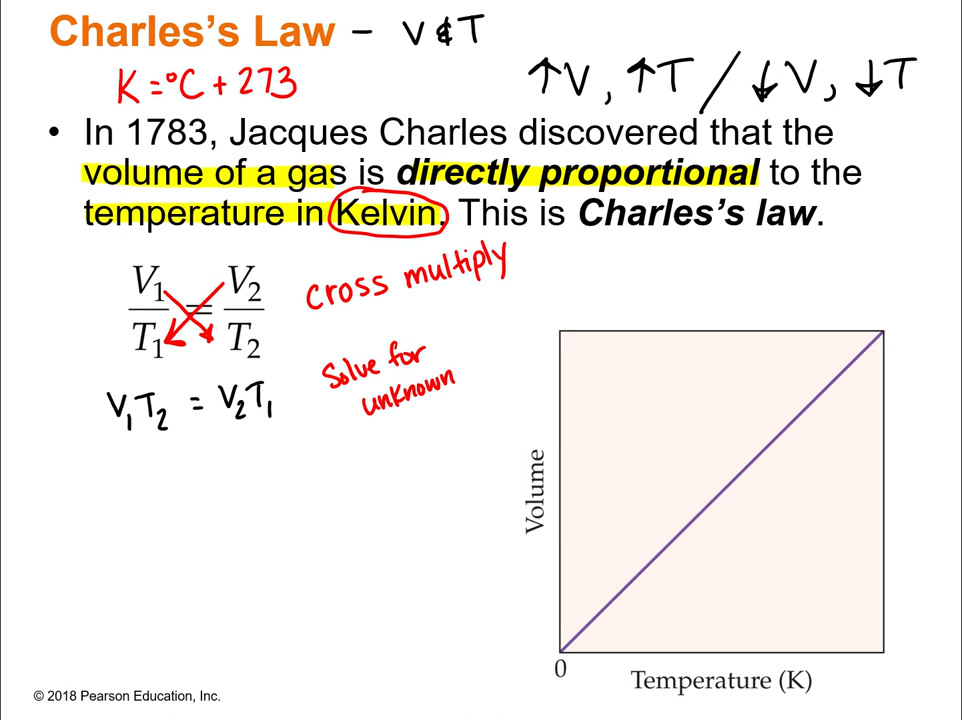 Charles's Law – V & T
K = °C + 273
↑V, ↑T / ↓V, ↓T
• In 1783, Jacques Charles discovered that the
volume of a gas is directly proportional to the
temperature in Kelvin. This is Charles's law.
V₁/T₁ = V₂/T₂
cross multiply
V₁T₂ = V₂T₁
Solve for
unknown
Volume
0
Temperature (K)
© 2018 Pearson Education, Inc.